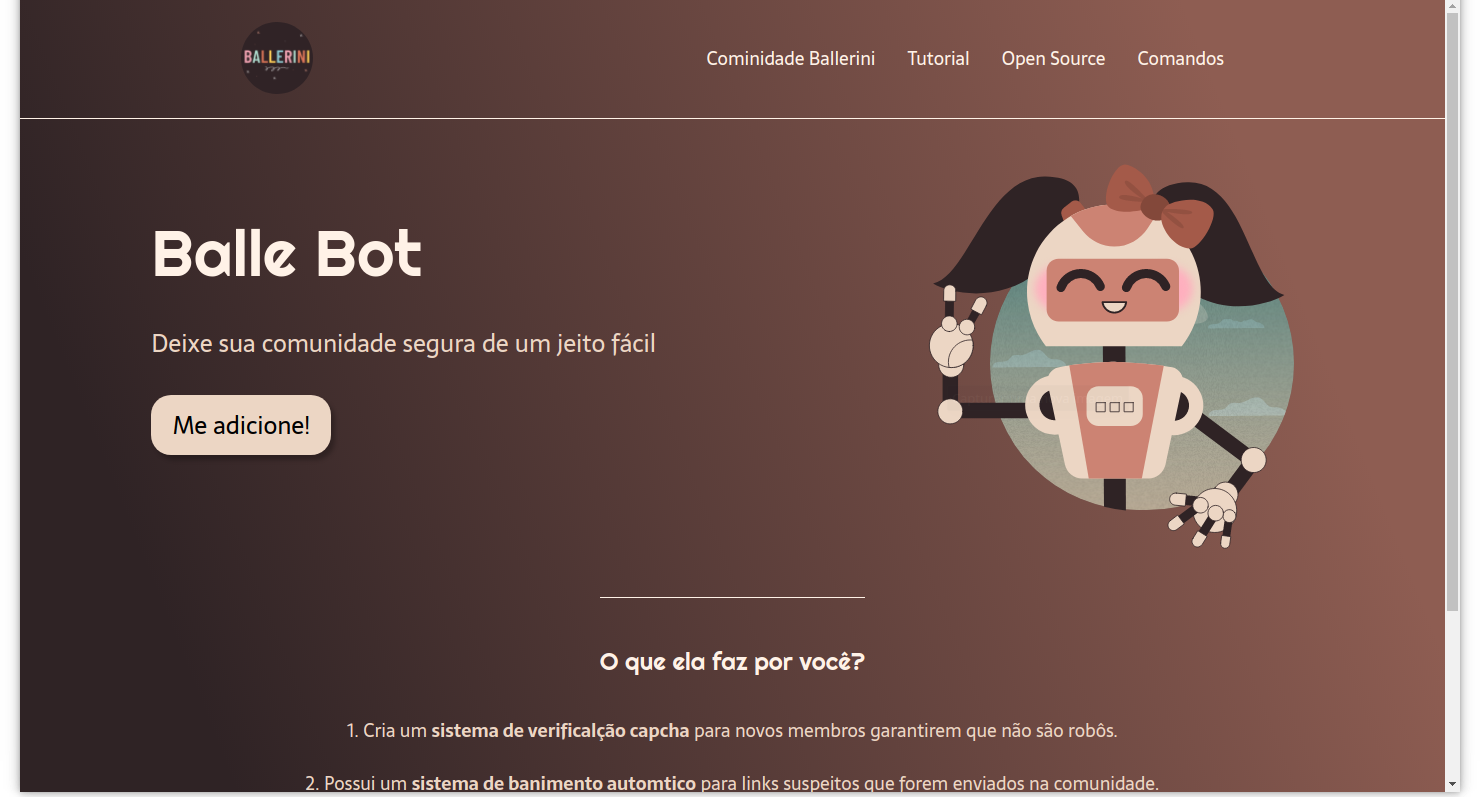 BALLERINI
Cominidade Ballerini Tutorial Open Source Comandos
Balle Bot
Deixe sua comunidade segura de um jeito fácil
Me adicione!
O que ela faz por você?
1. Cria um sistema de verificalção capcha para novos membros garantirem que não são robôs.
2. Possui um sistema de banimento automtico para links suspeitos que forem enviados na comunidade.